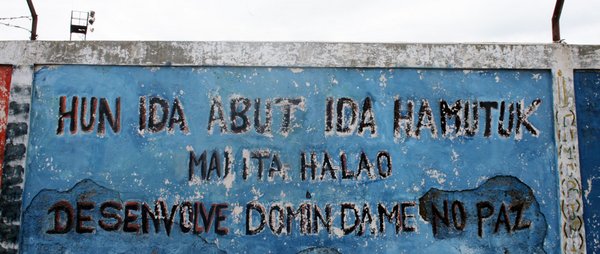 HUN IDA ABUT IDA HAMUTUK
MAI ITA HALAO
DESENVOLVE DOMIN DAME NO PAZ